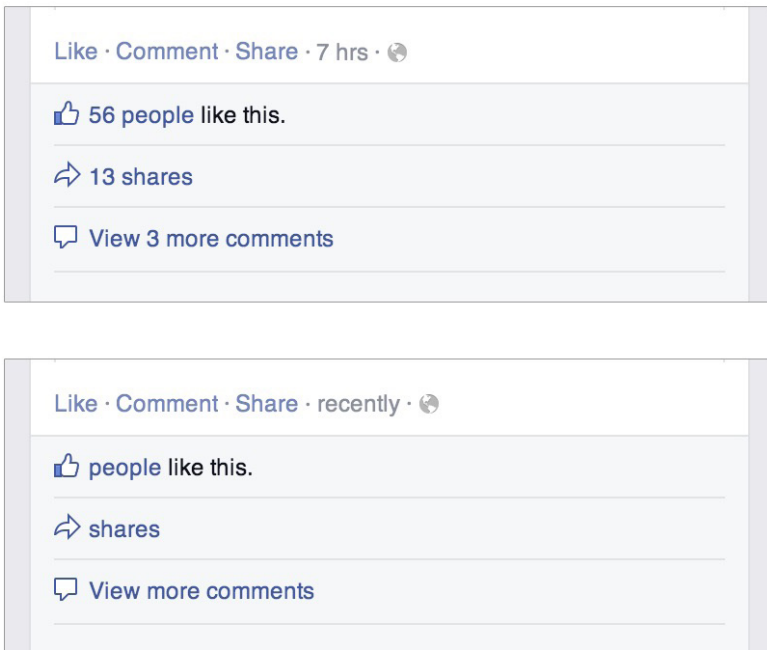 Like · Comment · Share · 7 hrs ·
56 people like this.
13 shares
View 3 more comments
Like · Comment · Share · recently ·
people like this.
shares
View more comments